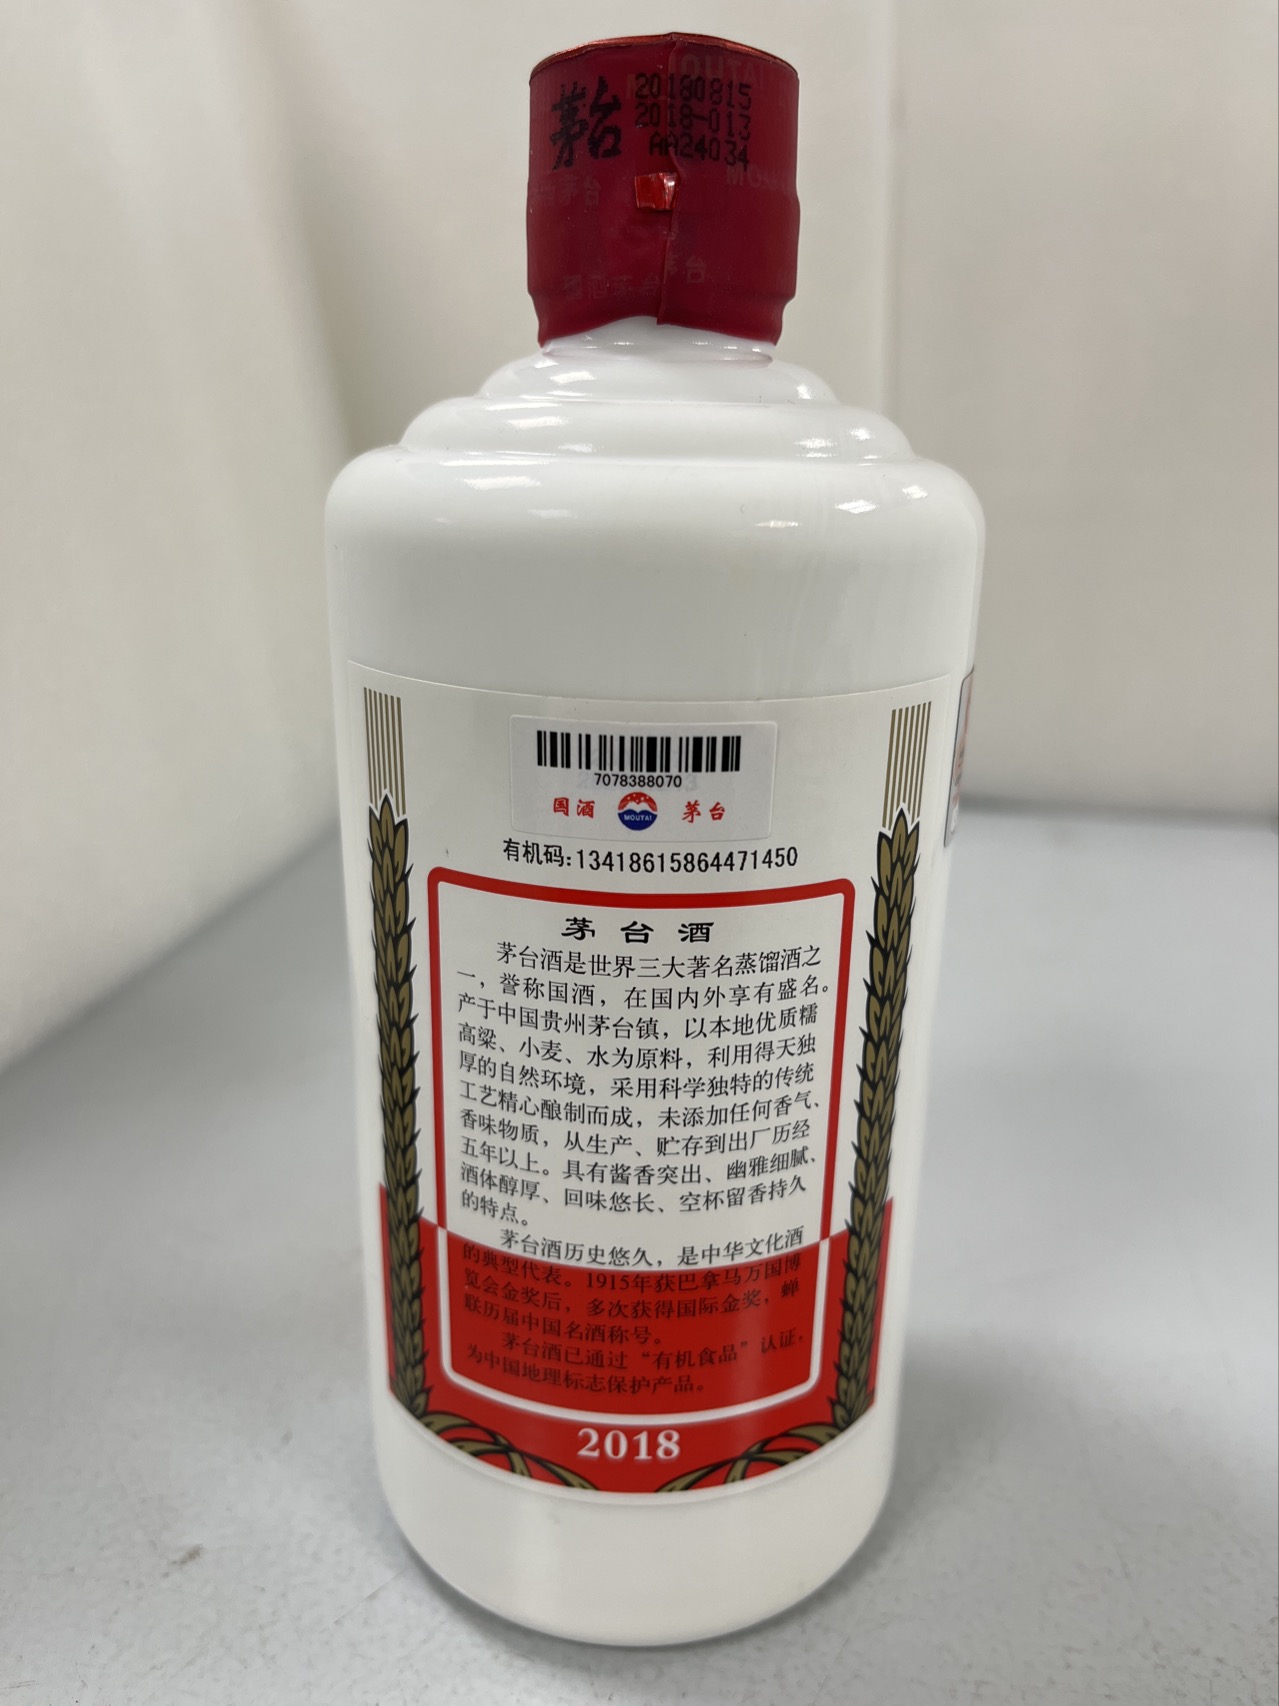 茅台
20180815
2018-013
AA24034
7078388070
国酒 MOUTAI 茅台
有机码:13418615864471450
茅台酒
茅台酒是世界三大著名蒸馏酒之
一，誉称国酒，在国内外享有盛名。
产于中国贵州茅台镇，以本地优质糯
高粱、小麦、水为原料，利用得天独
厚的自然环境，采用科学独特的传统
工艺精心酿制而成，未添加任何香气、
香味物质，从生产、贮存到出厂历经
五年以上。具有酱香突出、幽雅细腻、
酒体醇厚、回味悠长、空杯留香持久
的特点。
茅台酒历史悠久，是中华文化酒
的典型代表。1915年获巴拿马万国博
览会金奖后，多次获得国际金奖，蝉
联历届中国名酒称号。
茅台酒已通过“有机食品”认证，
为中国地理标志保护产品。
2018